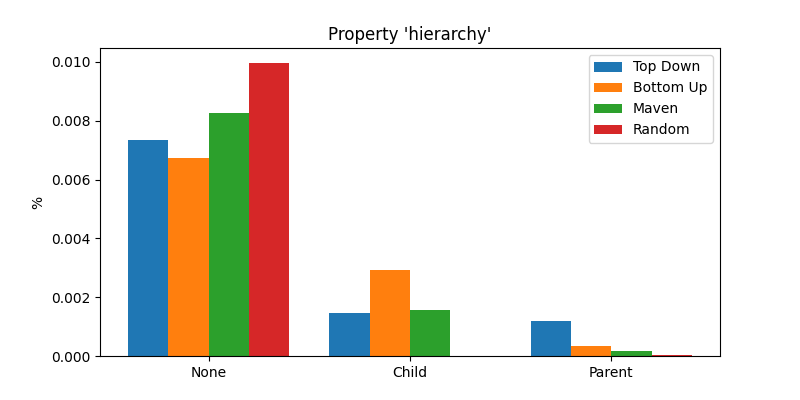 Property 'hierarchy'
%
0.010
0.008
0.006
0.004
0.002
0.000
None
Child
Parent
Top Down
Bottom Up
Maven
Random